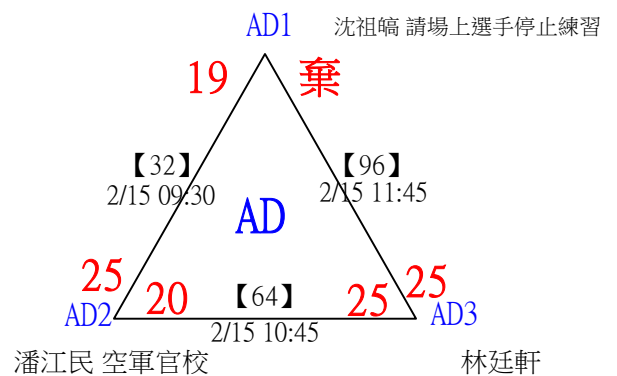 AD1 沈祖皜 請場上選手停止練習
19 棄
【32】 【96】
2/15 09:30 2/15 11:45
AD
25 20 【64】 25 25
AD2 AD3
2/15 10:45
潘江民 空軍官校 林廷軒